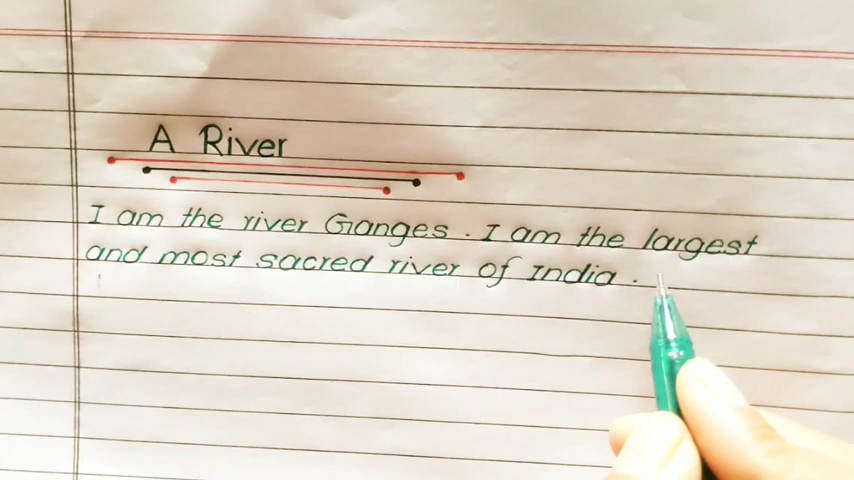 A River
I am the river Ganges. I am the largest
and most sacred river of India.